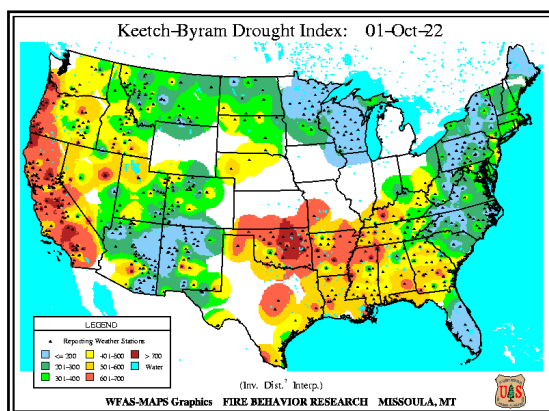 Keetch-Byram Drought Index: 01-Oct-22
LEGEND
Reporting Weather Stations
<= 200
401-500
> 700
201-300
501-600
Water
301-400
601-700
(Inv. Dist.² Interp.)
WFAS-MAPS Graphics FIRE BEHAVIOR RESEARCH MISSOULA, MT
US